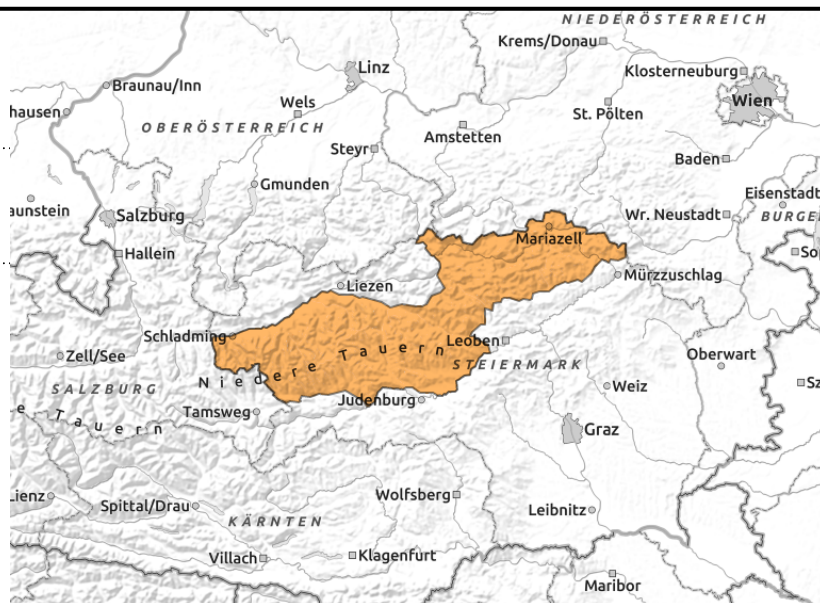 NIEDERÖSTERREICH
Krems/Donau
Linz
Klosterneuburg
Braunau/Inn
Wien
Wels
hausen
St. Pölten
OBERÖSTERREICH
Amstetten
Steyr
Baden
Gmunden
Eisenstadt
aunstein
Salzburg
Wr. Neustadt
BURGE
Mariazell
Hallein
So
Mürzzuschlag
Liezen
Schladming
Leoben
Niedere Tauern
Zell/See
Oberwart
STEIERMARK
SALZBURG
Weiz
Sz
Judenburg
Tamsweg
e Tauern
Graz
Lienz
Wolfsberg
Spittal/Drau
Leibnitz
KÄRNTEN
Villach
Klagenfurt
Maribor